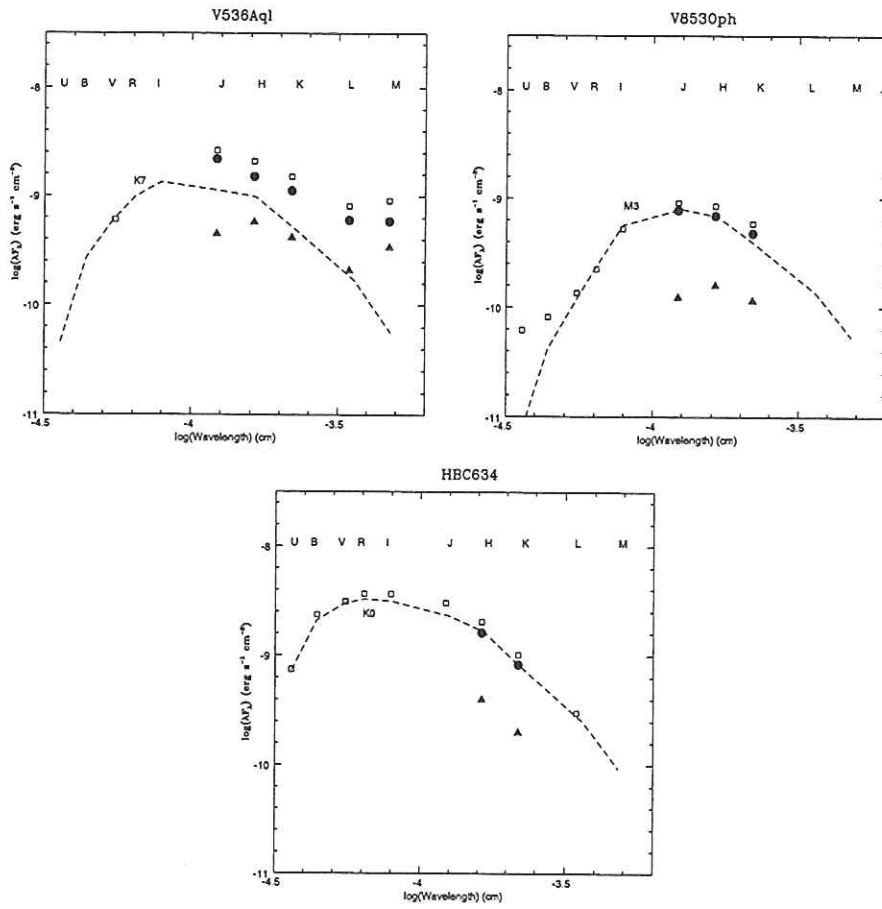 V536Aql
U B V R I J H K L M
K7
-8
-9
-10
-11
-4.5 -4 -3.5
log(λFλ) (erg s⁻¹ cm⁻²)
log(Wavelength) (cm)
V853Oph
U B V R I J H K L M
M3
-8
-9
-10
-11
-4.5 -4 -3.5
log(λFλ) (erg s⁻¹ cm⁻²)
log(Wavelength) (cm)
HBC634
U B V R I J H K L M
K0
-8
-9
-10
-11
-4.5 -4 -3.5
log(λFλ) (erg s⁻¹ cm⁻²)
log(Wavelength) (cm)